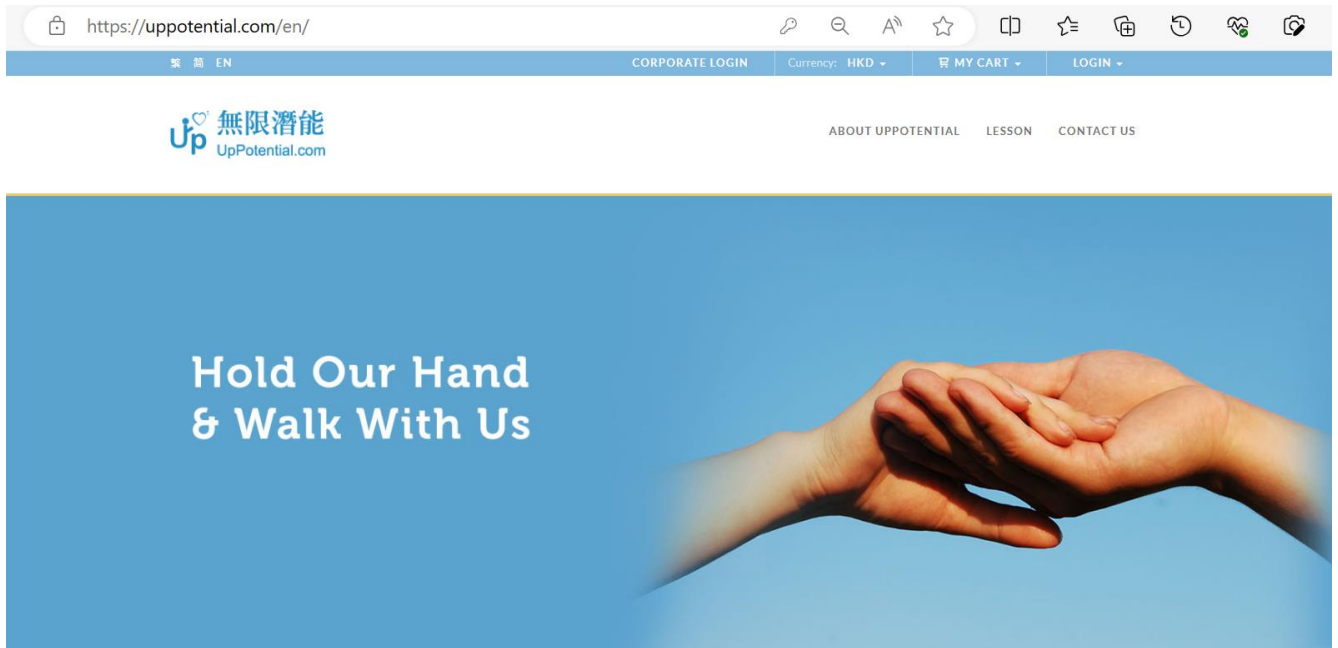 https://uppotential.com/en/
繁 简 EN
CORPORATE LOGIN
Currency: HKD
MY CART
LOGIN
Up 無限潛能
UpPotential.com
ABOUT UPPOTENTIAL LESSON CONTACT US
Hold Our Hand
& Walk With Us